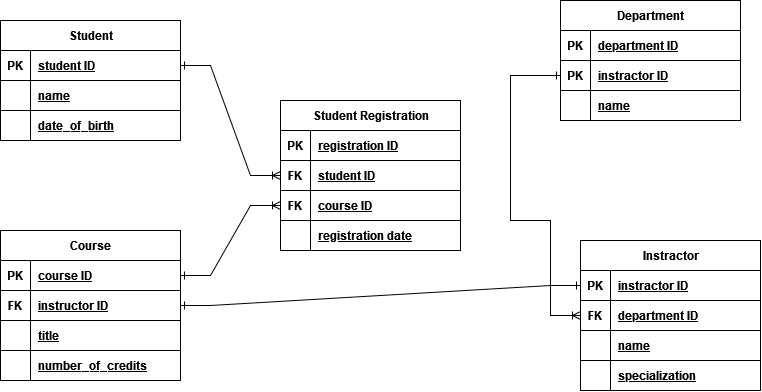 Student
PK student ID
name
date_of_birth
Department
PK department ID
PK instructor ID
name
Student Registration
PK registration ID
FK student ID
FK course ID
registration date
Course
PK course ID
FK instructor ID
title
number_of_credits
Instractor
PK instructor ID
FK department ID
name
specialization